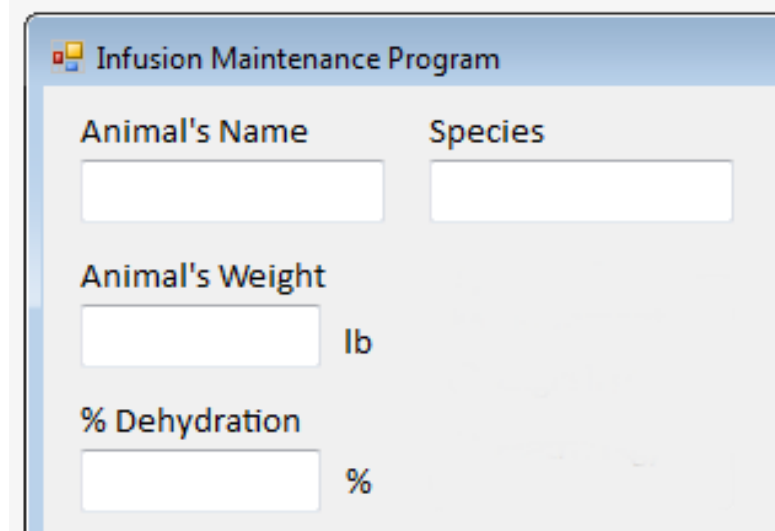 Infusion Maintenance Program
Animal's Name Species
Animal's Weight
lb
% Dehydration
%